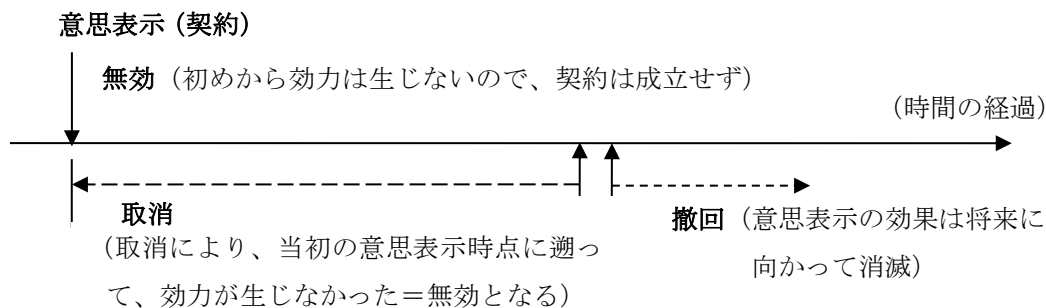 意思表示（契約）
無効（初めから効力は生じないので、契約は成立せず）
（時間の経過）
取消
（取消により、当初の意思表示時点に遡っ
て、効力が生じなかった＝無効となる）
撤回（意思表示の効果は将来に
向かって消滅）